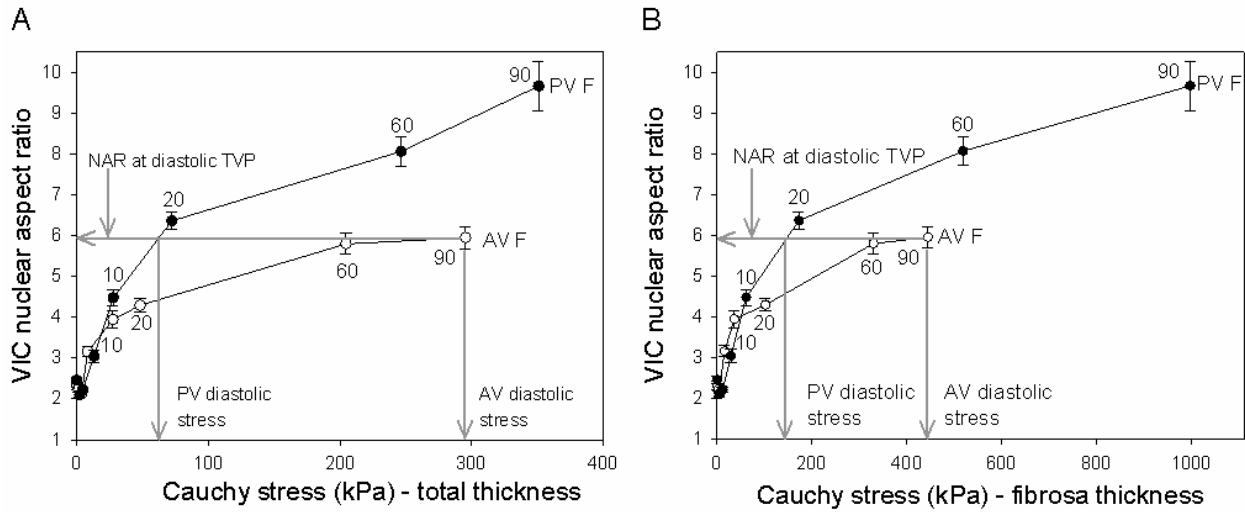 A
VIC nuclear aspect ratio
10
9
8
7
6
5
4
3
2
1
0
100
200
300
400
Cauchy stress (kPa) - total thickness
NAR at diastolic TVP
90
PV F
60
20
10
AV F
90
60
20
10
PV diastolic
stress
AV diastolic
stress
B
VIC nuclear aspect ratio
10
9
8
7
6
5
4
3
2
1
0
200
400
600
800
1000
Cauchy stress (kPa) - fibrosa thickness
NAR at diastolic TVP
90
PV F
60
20
10
AV F
90
60
20
10
PV diastolic
stress
AV diastolic
stress